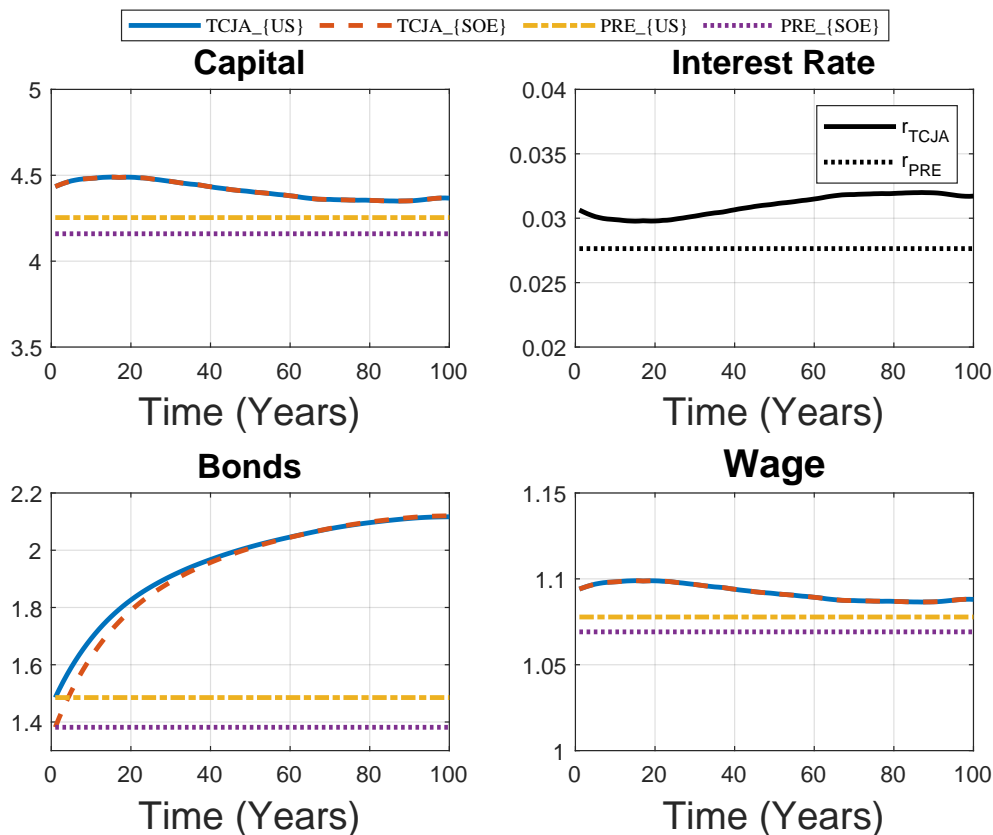 TCJA_{US} TCJA_{SOE} PRE_{US} PRE_{SOE}
Capital
5
4.5
4
3.5
0 20 40 60 80 100
Time (Years)
Interest Rate
0.04
0.035
0.03
0.025
0.02
r_TCJA
r_PRE
0 20 40 60 80 100
Time (Years)
Bonds
2.2
2
1.8
1.6
1.4
0 20 40 60 80 100
Time (Years)
Wage
1.15
1.1
1.05
1
0 20 40 60 80 100
Time (Years)